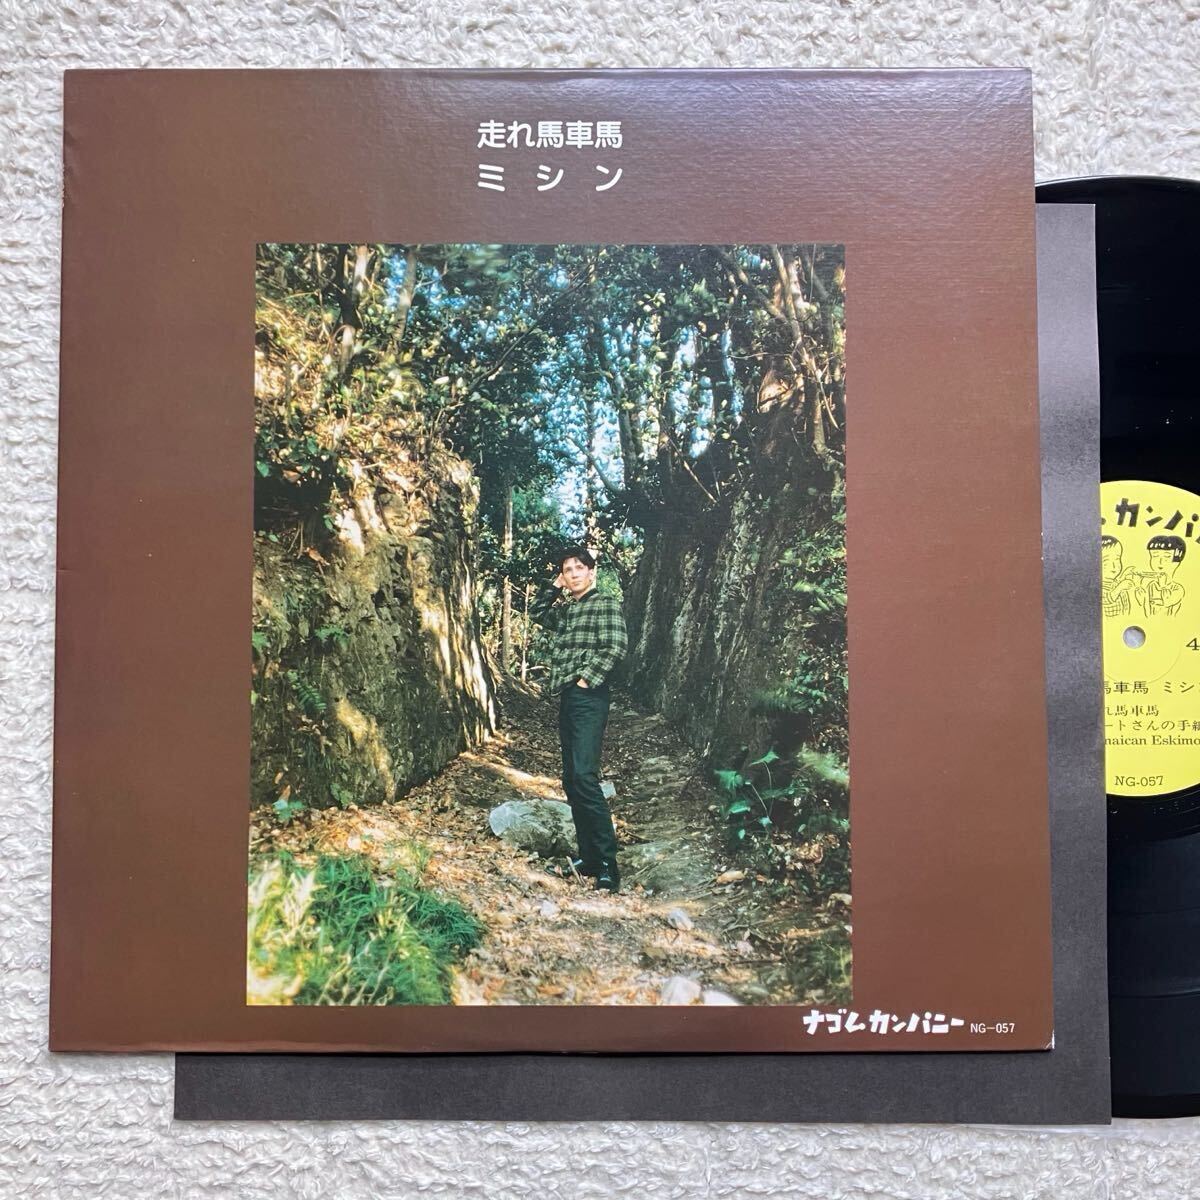 走れ馬車馬
ミシン
ナゴムカンパニー NG-057
カンパ
4
馬車馬 ミシ
れ馬車馬
ートさんの手
maican Eskimo
NG-057